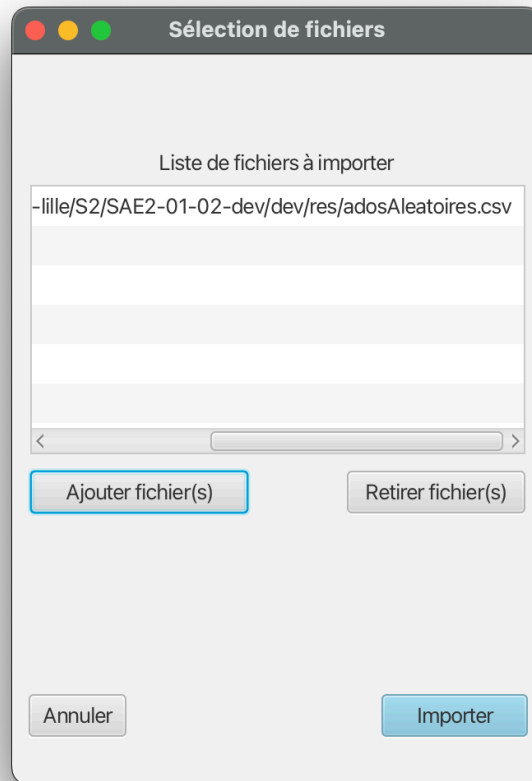 Sélection de fichiers
Liste de fichiers à importer
-lille/S2/SAE2-01-02-dev/dev/res/adosAleatoires.csv
Ajouter fichier(s)
Retirer fichier(s)
Annuler
Importer